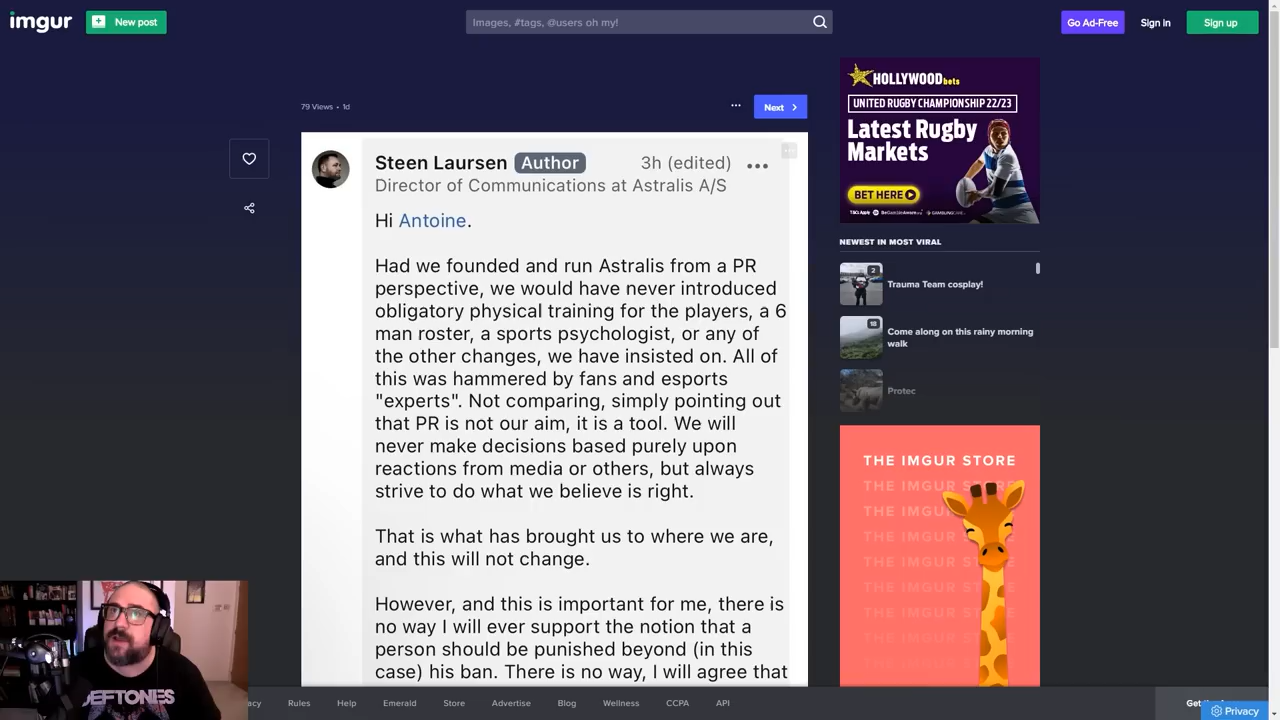 imgur
New post
Images, #tags, @users oh my!
Go Ad-Free
Sign in
Sign up
79 Views • 1d
Next
Steen Laursen Author 3h (edited)
Director of Communications at Astralis A/S
Hi Antoine.
Had we founded and run Astralis from a PR
perspective, we would have never introduced
obligatory physical training for the players, a 6
man roster, a sports psychologist, or any of
the other changes, we have insisted on. All of
this was hammered by fans and esports
"experts". Not comparing, simply pointing out
that PR is not our aim, it is a tool. We will
never make decisions based purely upon
reactions from media or others, but always
strive to do what we believe is right.
That is what has brought us to where we are,
and this will not change.
However, and this is important for me, there is
no way I will ever support the notion that a
person should be punished beyond (in this
case) his ban. There is no way, I will agree that
HOLLYWOODbets
UNITED RUGBY CHAMPIONSHIP 22/23
Latest Rugby
Markets
BET HERE
NEWEST IN MOST VIRAL
2
Trauma Team cosplay!
18
Come along on this rainy morning
walk
Protec
THE IMGUR STORE
THE IMGUR STORE
THE IMGUR
THE IMGUR
THE IMGUR
THE IMGUR
THE IMGUR
THE IMGUR
DEFTONES
acy
Rules
Help
Emerald
Store
Advertise
Blog
Wellness
CCPA
API
Get
Privacy